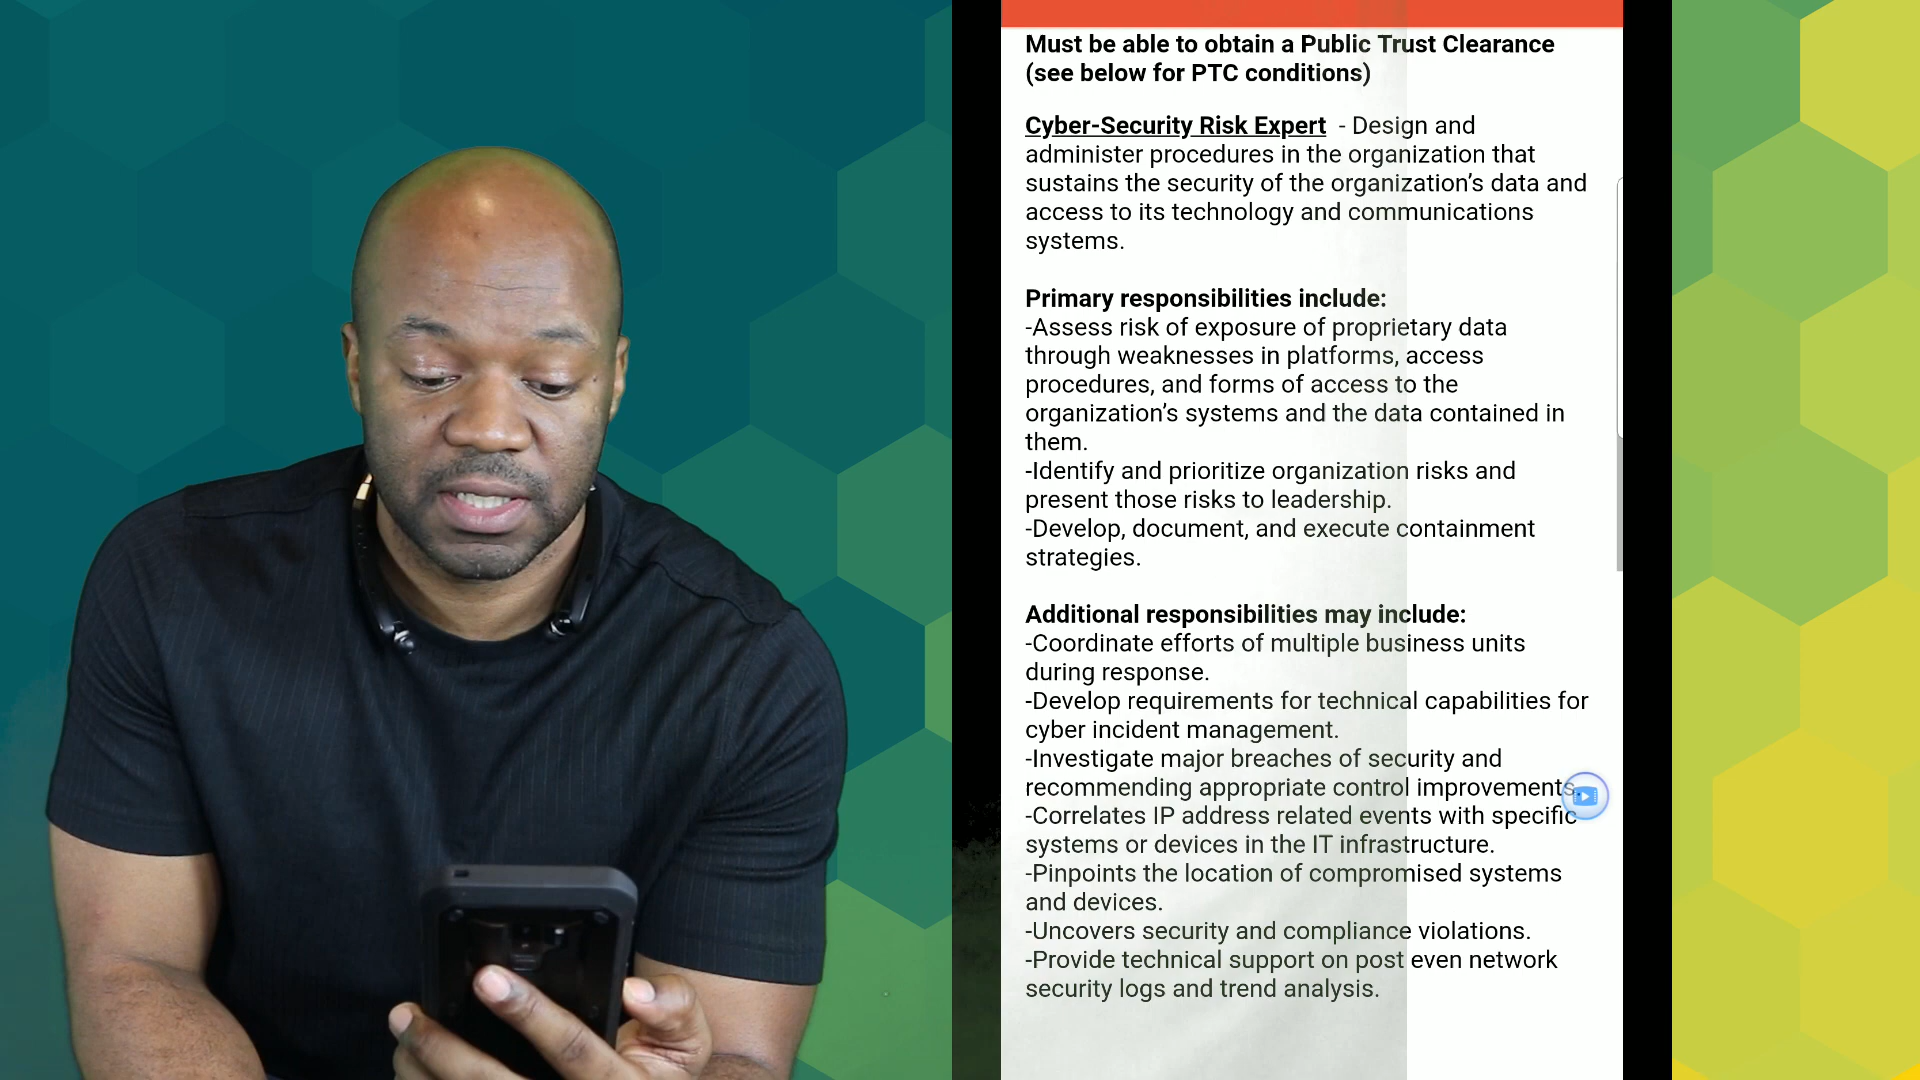 Must be able to obtain a Public Trust Clearance
(see below for PTC conditions)
Cyber-Security Risk Expert - Design and
administer procedures in the organization that
sustains the security of the organization's data and
access to its technology and communications
systems.
Primary responsibilities include:
-Assess risk of exposure of proprietary data
through weaknesses in platforms, access
procedures, and forms of access to the
organization's systems and the data contained in
them.
-Identify and prioritize organization risks and
present those risks to leadership.
-Develop, document, and execute containment
strategies.
Additional responsibilities may include:
-Coordinate efforts of multiple business units
during response.
-Develop requirements for technical capabilities for
cyber incident management.
-Investigate major breaches of security and
recommending appropriate control improvements.
-Correlates IP address related events with specific
systems or devices in the IT infrastructure.
-Pinpoints the location of compromised systems
and devices.
-Uncovers security and compliance violations.
-Provide technical support on post even network
security logs and trend analysis.